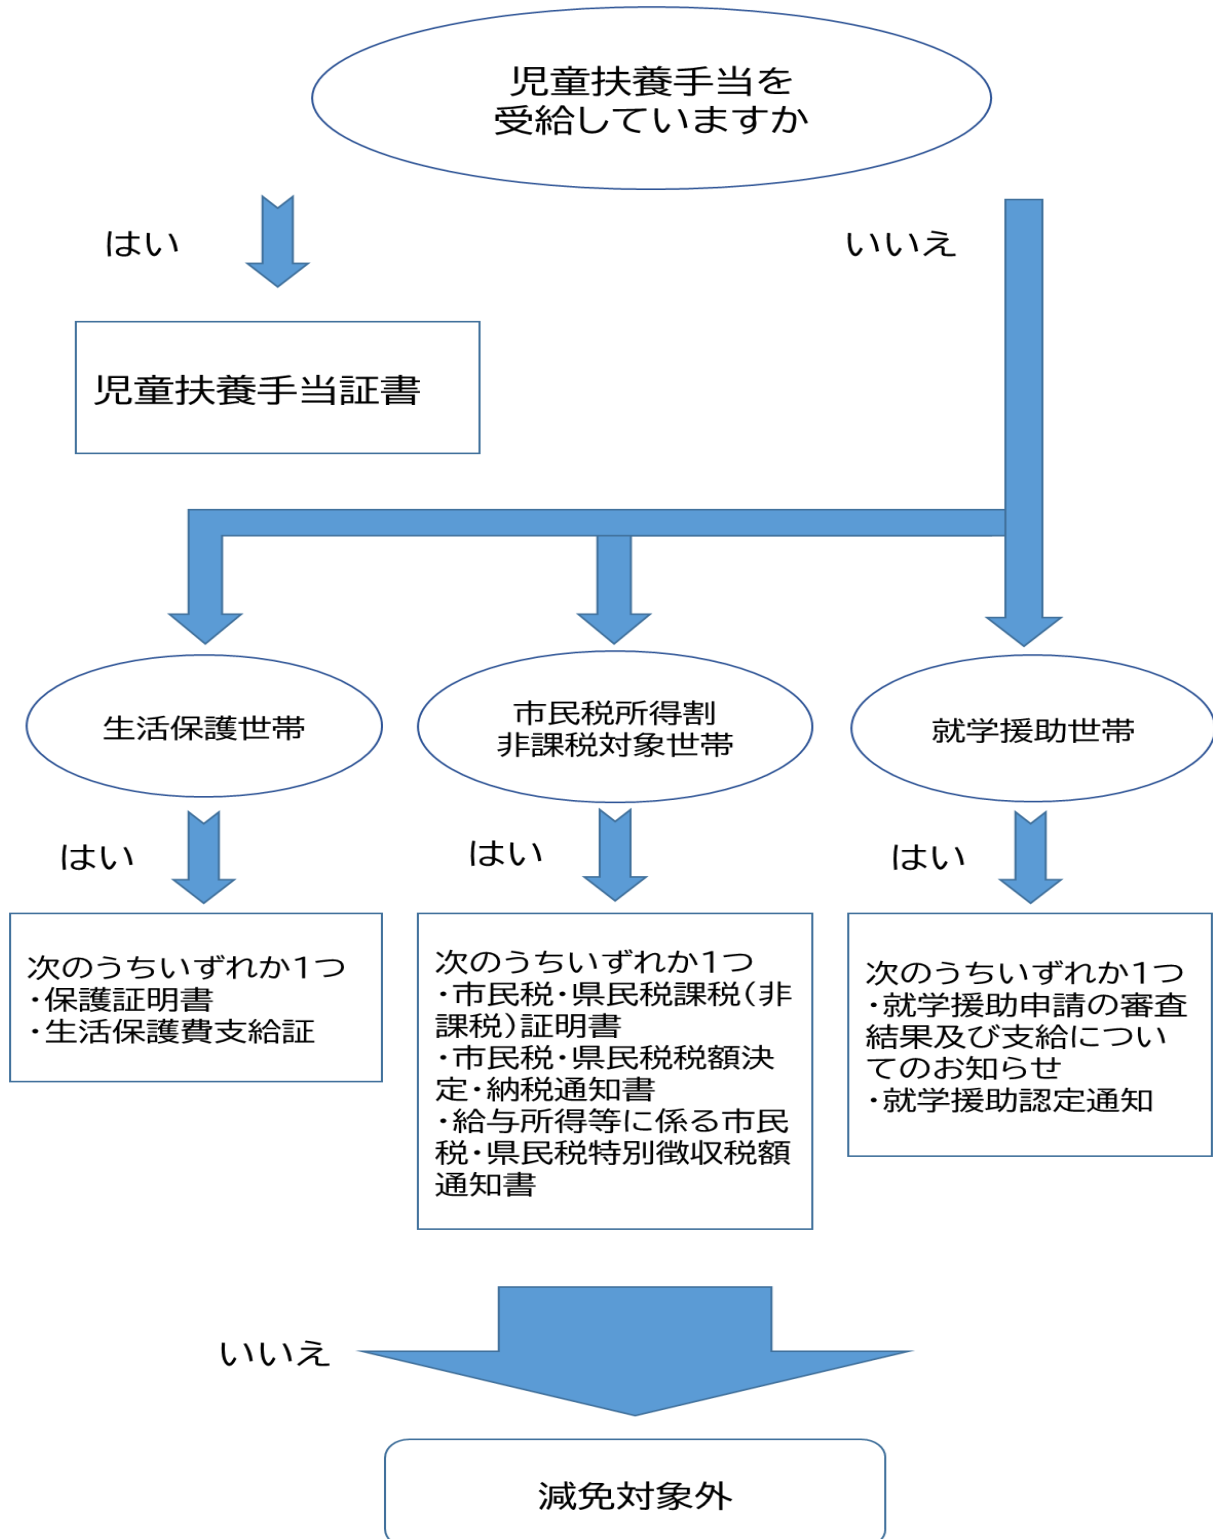 児童扶養手当を
受給していますか
はい
いいえ
児童扶養手当証書
生活保護世帯
市民税所得割
非課税対象世帯
就学援助世帯
はい
はい
はい
次のうちいずれか1つ
・保護証明書
・生活保護費支給証
次のうちいずれか1つ
・市民税・県民税課税（非
課税）証明書
・市民税・県民税税額決
定・納税通知書
・給与所得等に係る市民
税・県民税特別徴収税額
通知書
次のうちいずれか1つ
・就学援助申請の審査
結果及び支給につい
てのお知らせ
・就学援助認定通知
いいえ
減免対象外